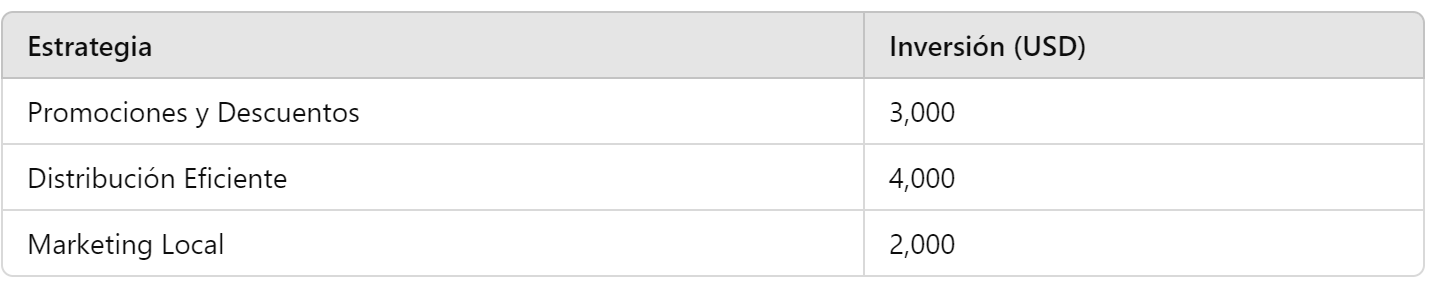 Estrategia Inversión (USD)
Promociones y Descuentos 3,000
Distribución Eficiente 4,000
Marketing Local 2,000